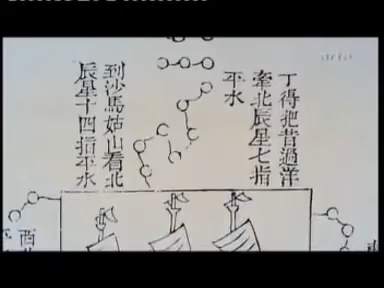 丁得把昔過洋
牽北辰星七指
平水
到沙馬姑山看北
辰星十四指平水
西